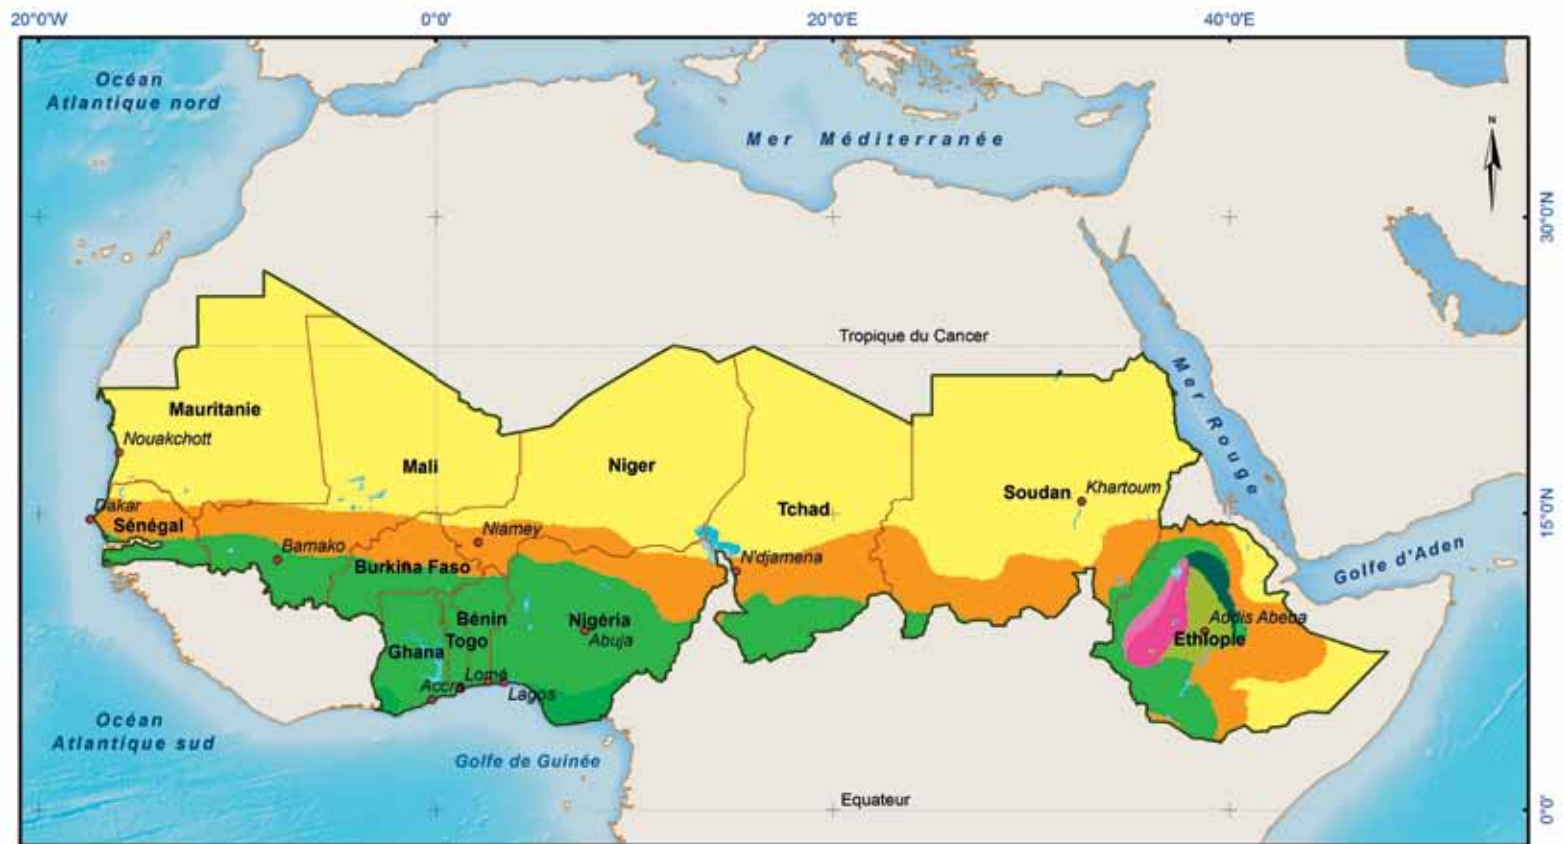 20°0'W
0°0'
20°0'E
40°0'E
Océan
Atlantique nord
Mer Méditerranée
N
30°0'N
Tropique du Cancer
Mer Rouge
Mauritanie
Nouakchott
Mali
Niger
Soudan
Khartoum
Tchad
15°0'N
Dakar
Sénégal
Niamey
Bamako
Burkina Faso
N'djamena
Golfe d'Aden
Bénin
Nigéria
Togo
Abuja
Ghana
Addis Abeba
Ethiopie
Lomé
Accra
Lagos
Océan
Atlantique sud
Golfe de Guinée
Equateur
0°0'